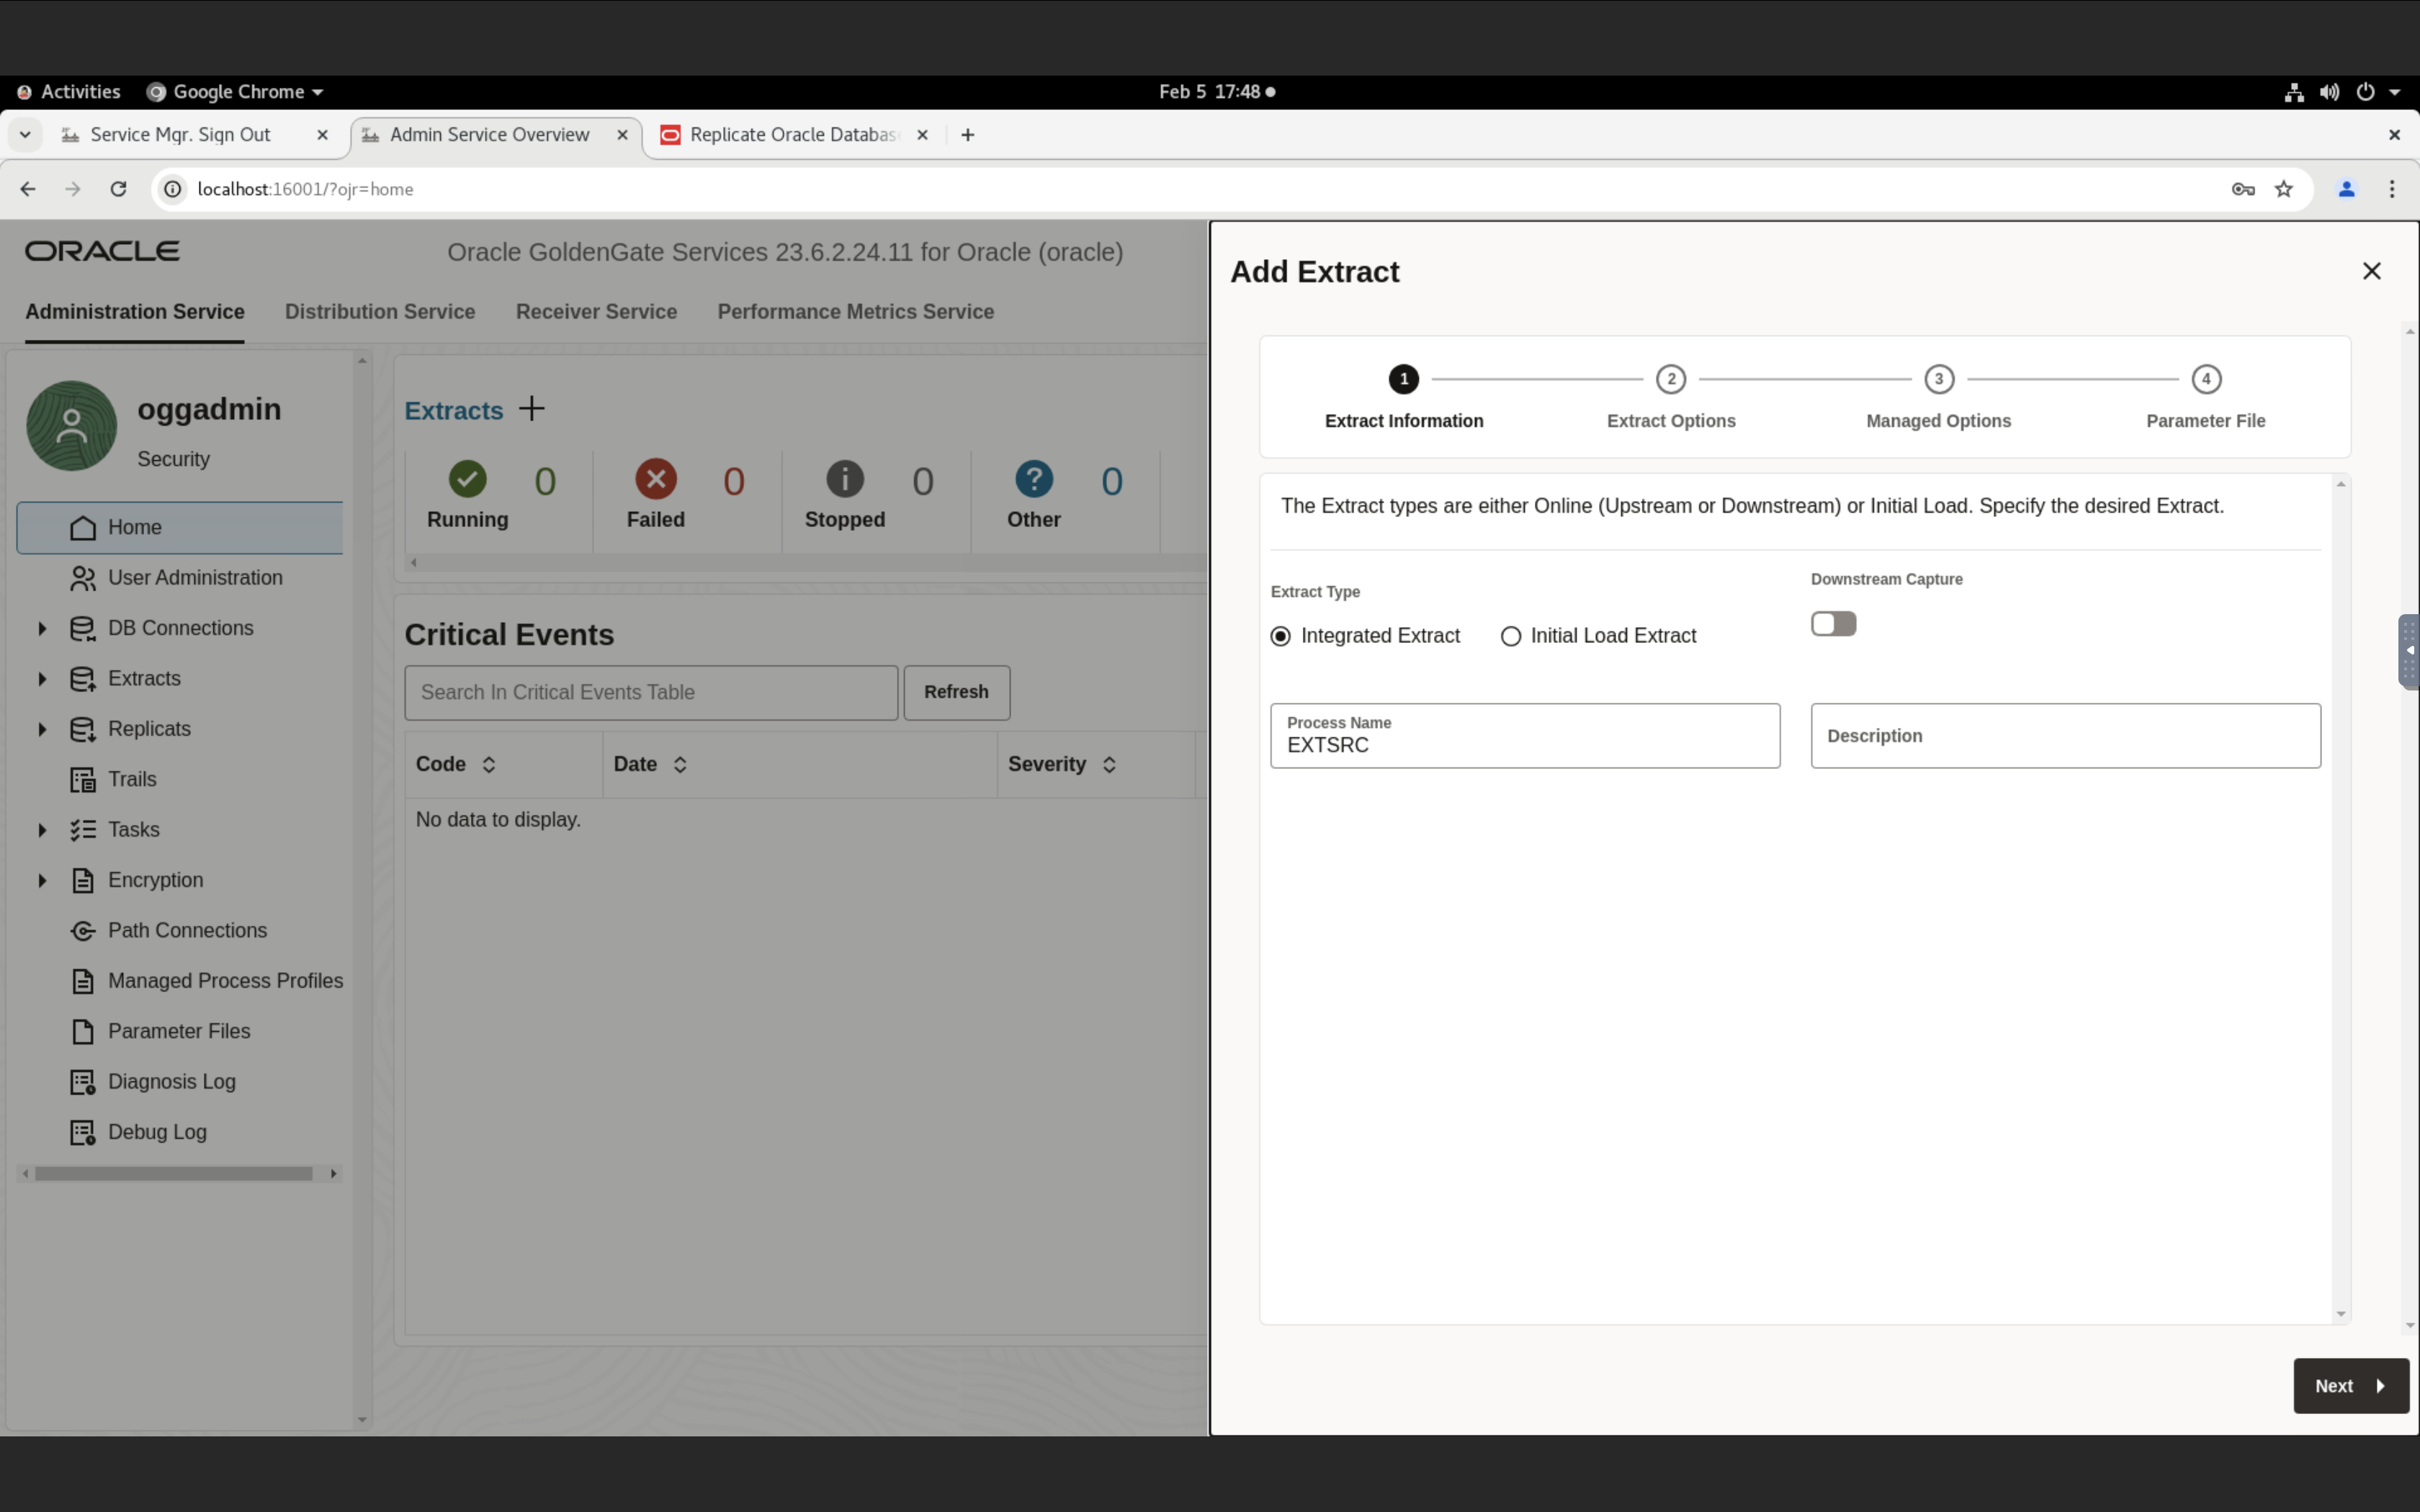 Activities Google Chrome Feb 5 17:48
Service Mgr. Sign Out Admin Service Overview Replicate Oracle Databas
localhost:16001/?ojr=home
ORACLE Oracle GoldenGate Services 23.6.2.24.11 for Oracle (oracle)
Administration Service Distribution Service Receiver Service Performance Metrics Service
oggadmin
Security
Home
User Administration
DB Connections
Extracts
Replicats
Trails
Tasks
Encryption
Path Connections
Managed Process Profiles
Parameter Files
Diagnosis Log
Debug Log
Extracts
0 0 0 0
Running Failed Stopped Other
Critical Events
Search In Critical Events Table Refresh
Code Date Severity
No data to display.
Add Extract
1 2 3 4
Extract Information Extract Options Managed Options Parameter File
The Extract types are either Online (Upstream or Downstream) or Initial Load. Specify the desired Extract.
Extract Type Downstream Capture
Integrated Extract Initial Load Extract
Process Name
EXTSRC
Description
Next